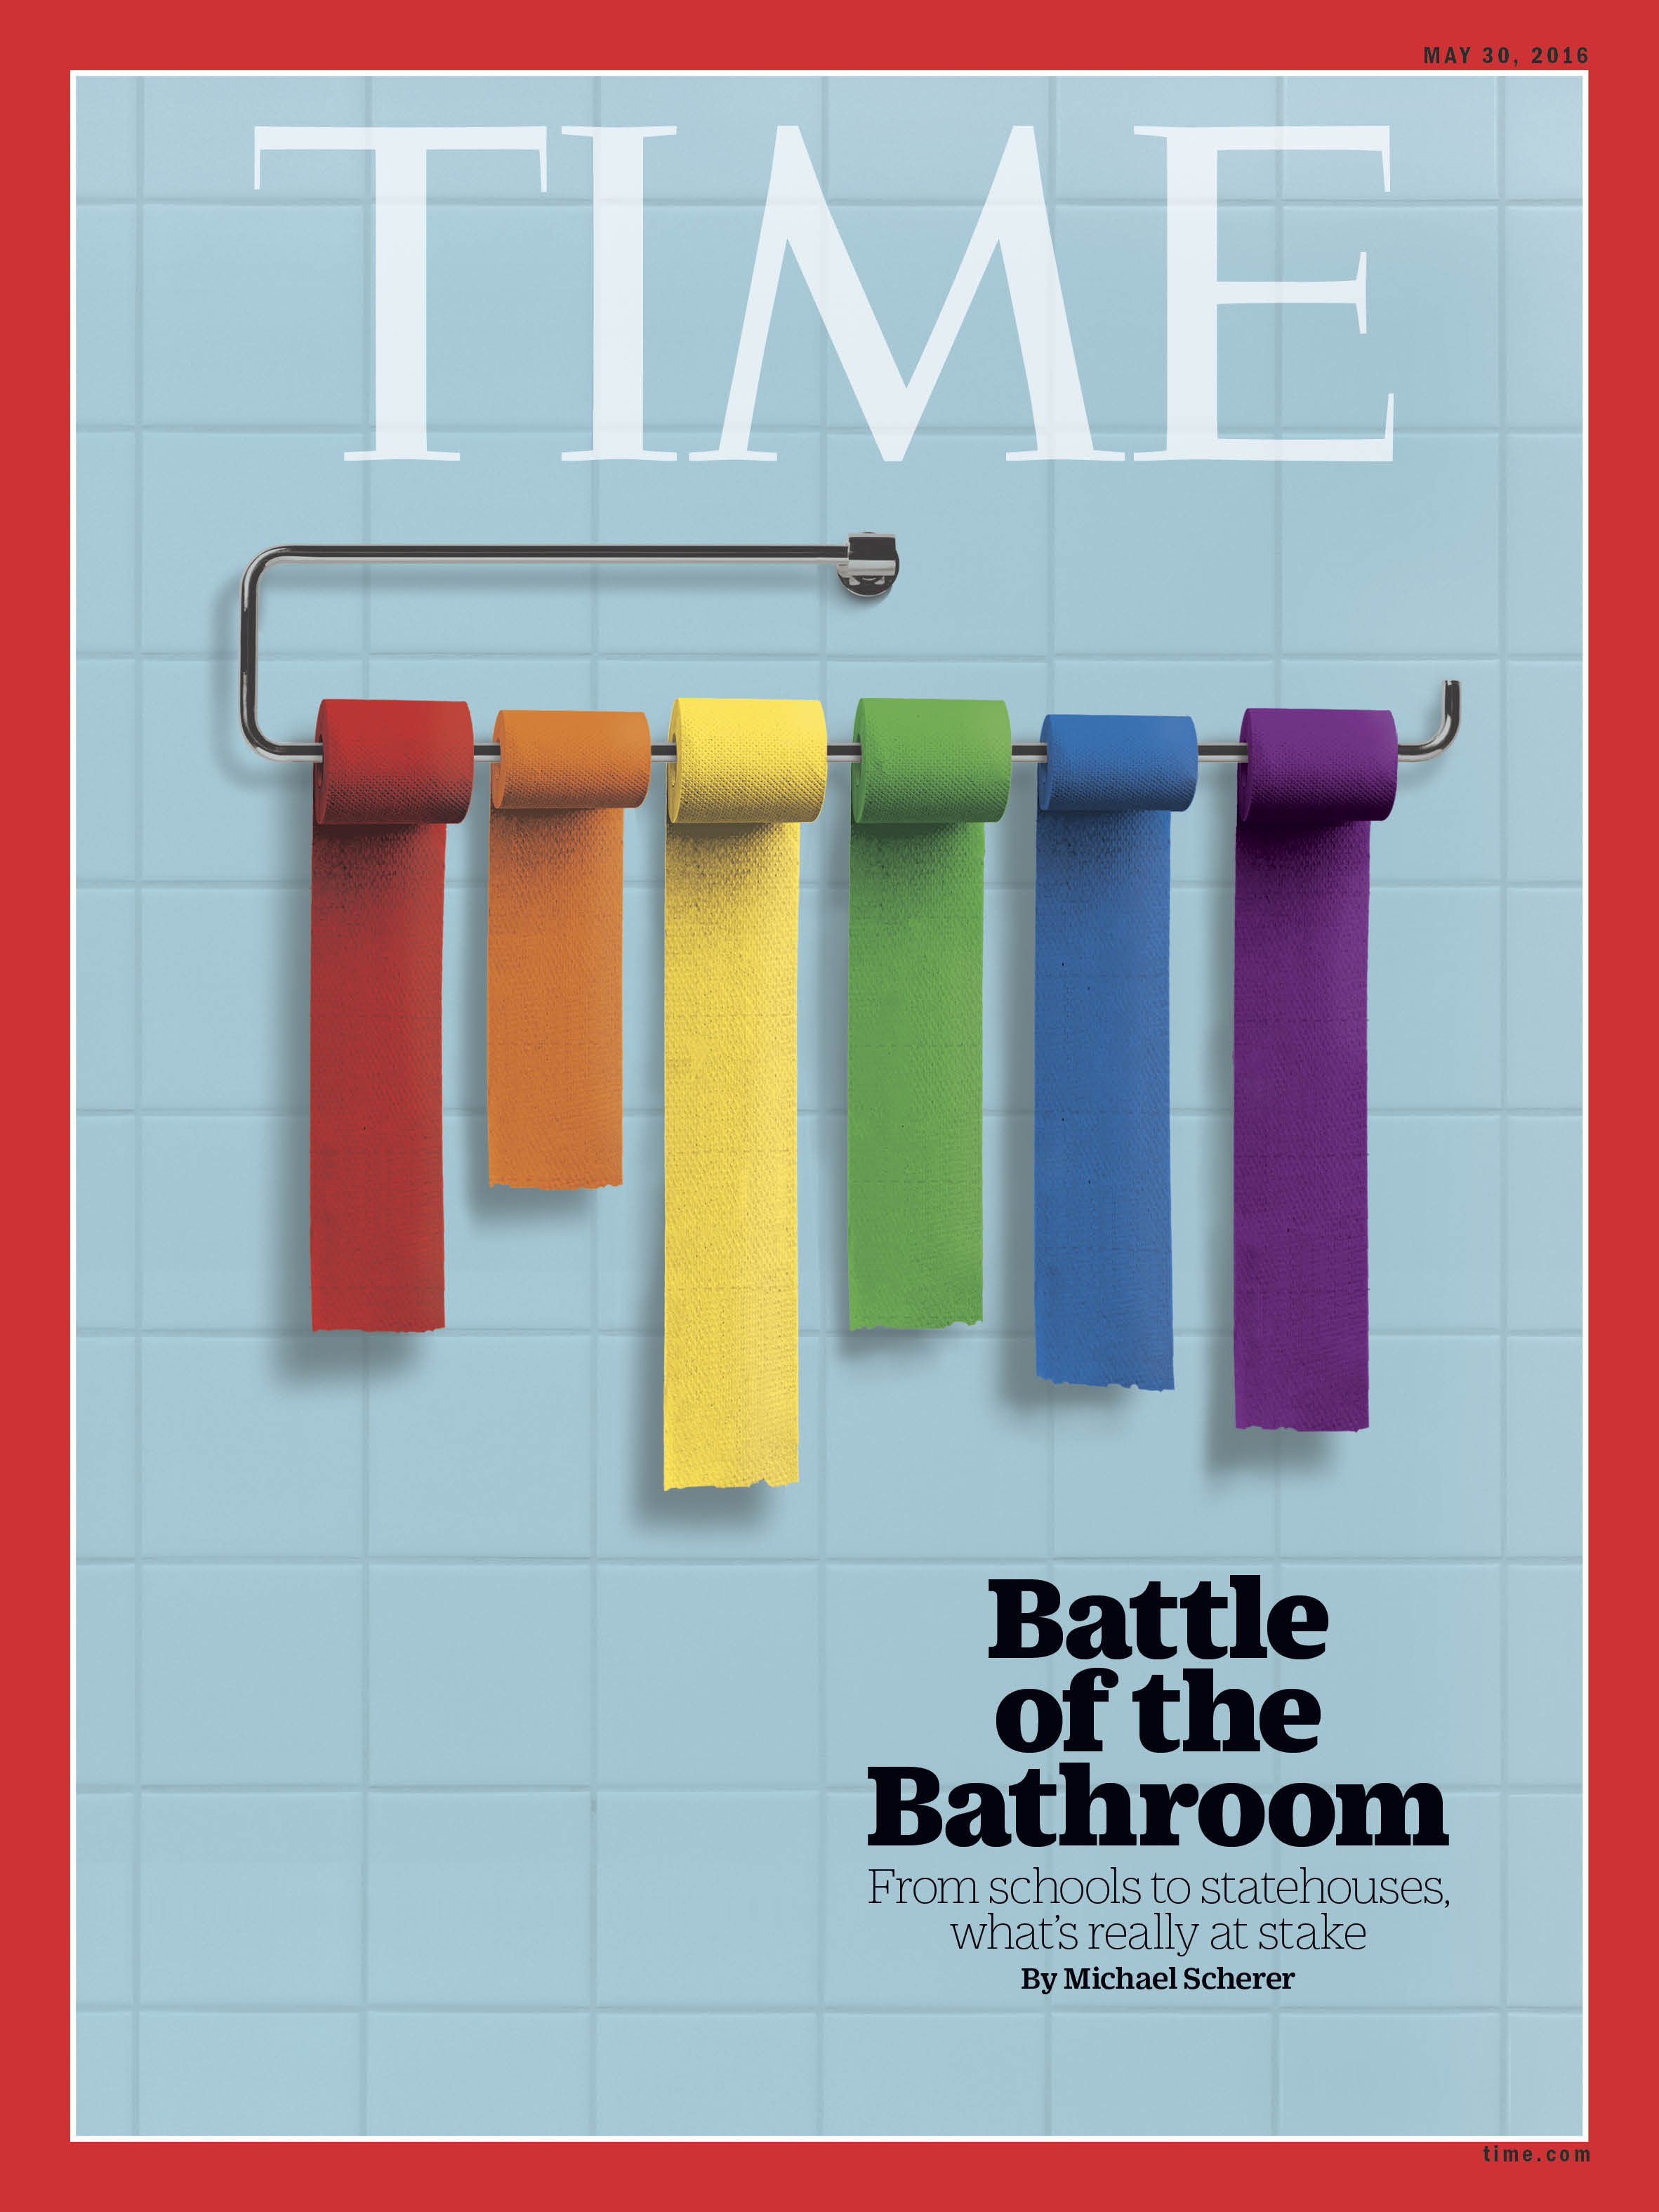 MAY 30, 2016
TIME
Battle
of the
Bathroom
From schools to statehouses,
what's really at stake
By Michael Scherer
time.com